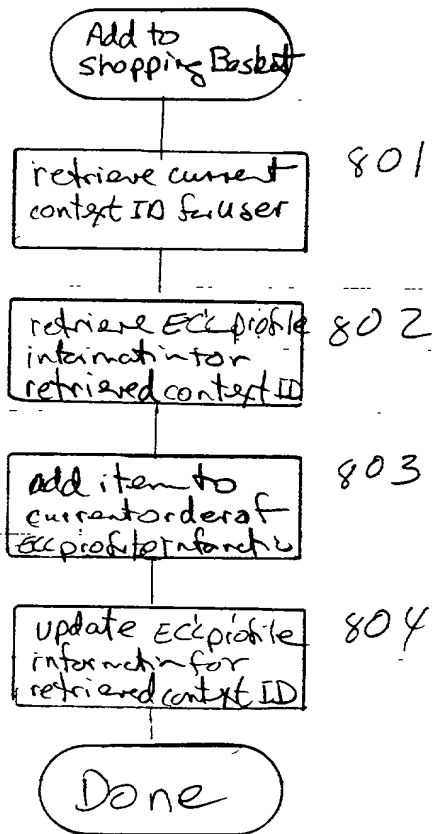 Add to
shopping Basket
801
retrieve current
context ID for user
802
retrieve ECC profile
information for
retrieved context ID
803
add item to
current order of
ECC profile information
804
update ECC profile
information for
retrieved context ID
Done